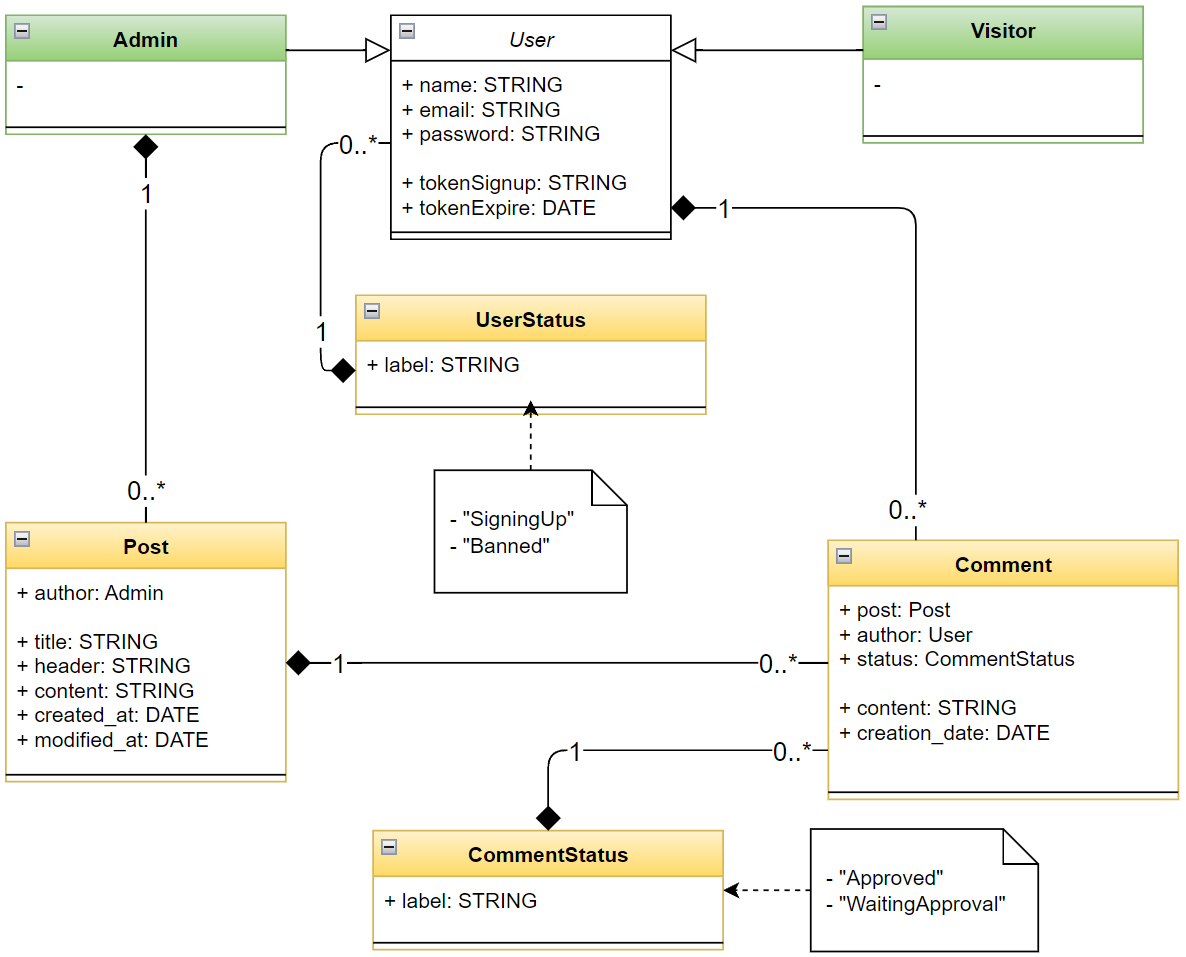 Admin
-
User
+ name: STRING
+ email: STRING
+ password: STRING
+ tokenSignup: STRING
+ tokenExpire: DATE
Visitor
-
0..*
1
1
1
0..*
0..*
UserStatus
+ label: STRING
- "SigningUp"
- "Banned"
Post
+ author: Admin
+ title: STRING
+ header: STRING
+ content: STRING
+ created_at: DATE
+ modified_at: DATE
1
0..*
Comment
+ post: Post
+ author: User
+ status: CommentStatus
+ content: STRING
+ creation_date: DATE
1
0..*
CommentStatus
+ label: STRING
- "Approved"
- "WaitingApproval"